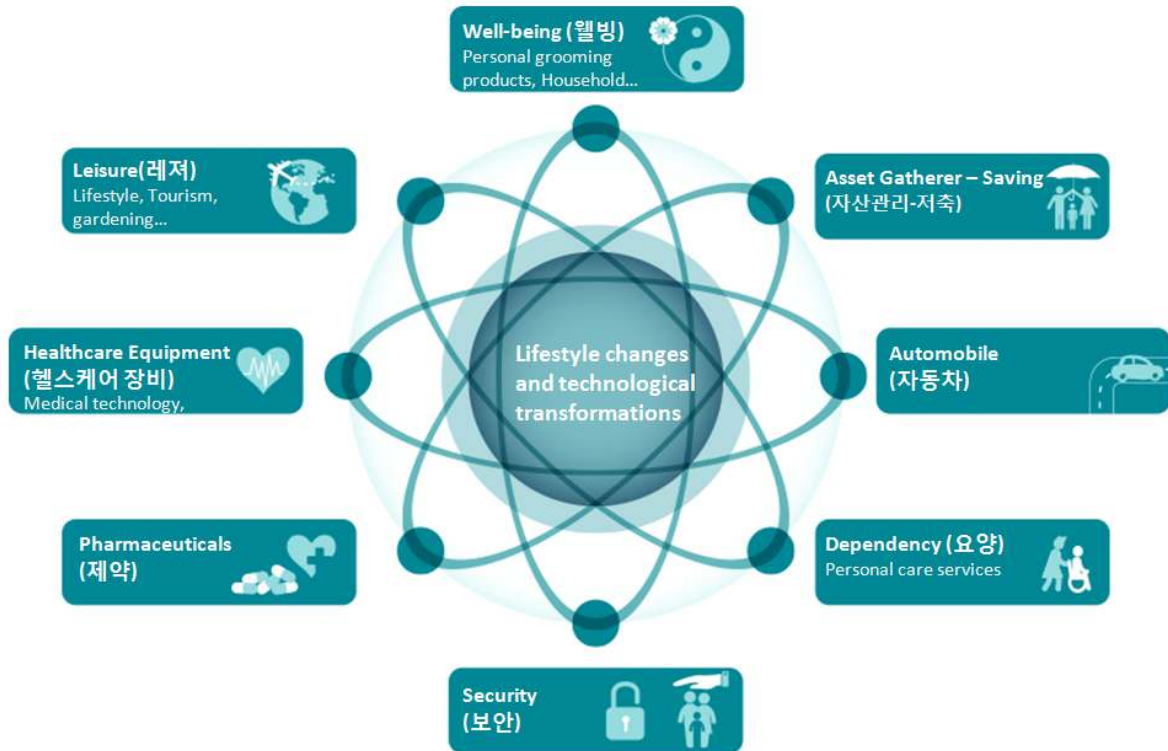 Well-being (웰빙)
Personal grooming
products, Household...
Leisure(레져)
Lifestyle, Tourism,
gardening...
Asset Gatherer – Saving
(자산관리-저축)
Healthcare Equipment
(헬스케어 장비)
Medical technology,
Lifestyle changes
and technological
transformations
Automobile
(자동차)
Pharmaceuticals
(제약)
Dependency (요양)
Personal care services
Security
(보안)